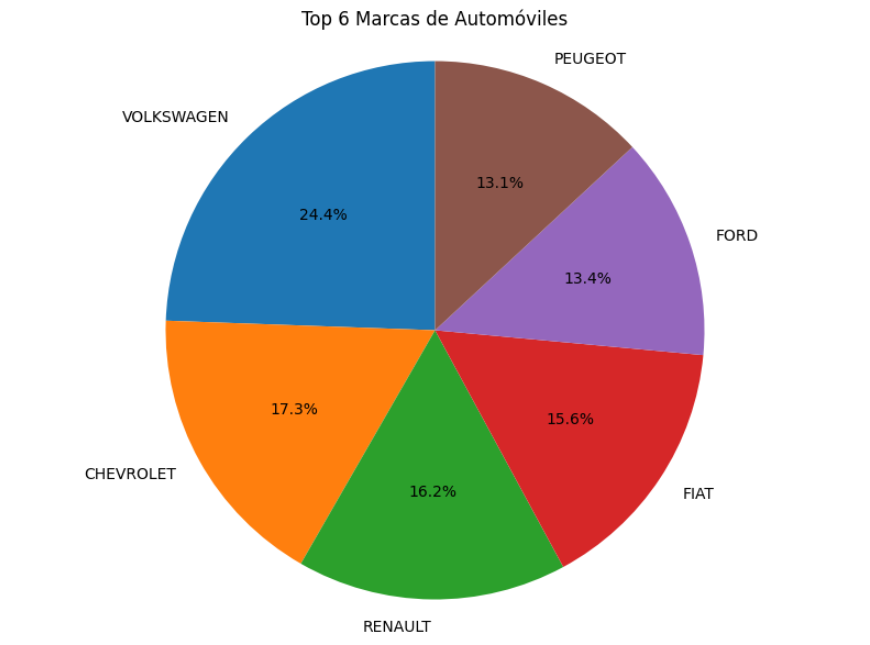 Top 6 Marcas de Automóviles
PEUGEOT
VOLKSWAGEN
13.1%
24.4%
FORD
13.4%
17.3%
15.6%
CHEVROLET
16.2%
FIAT
RENAULT